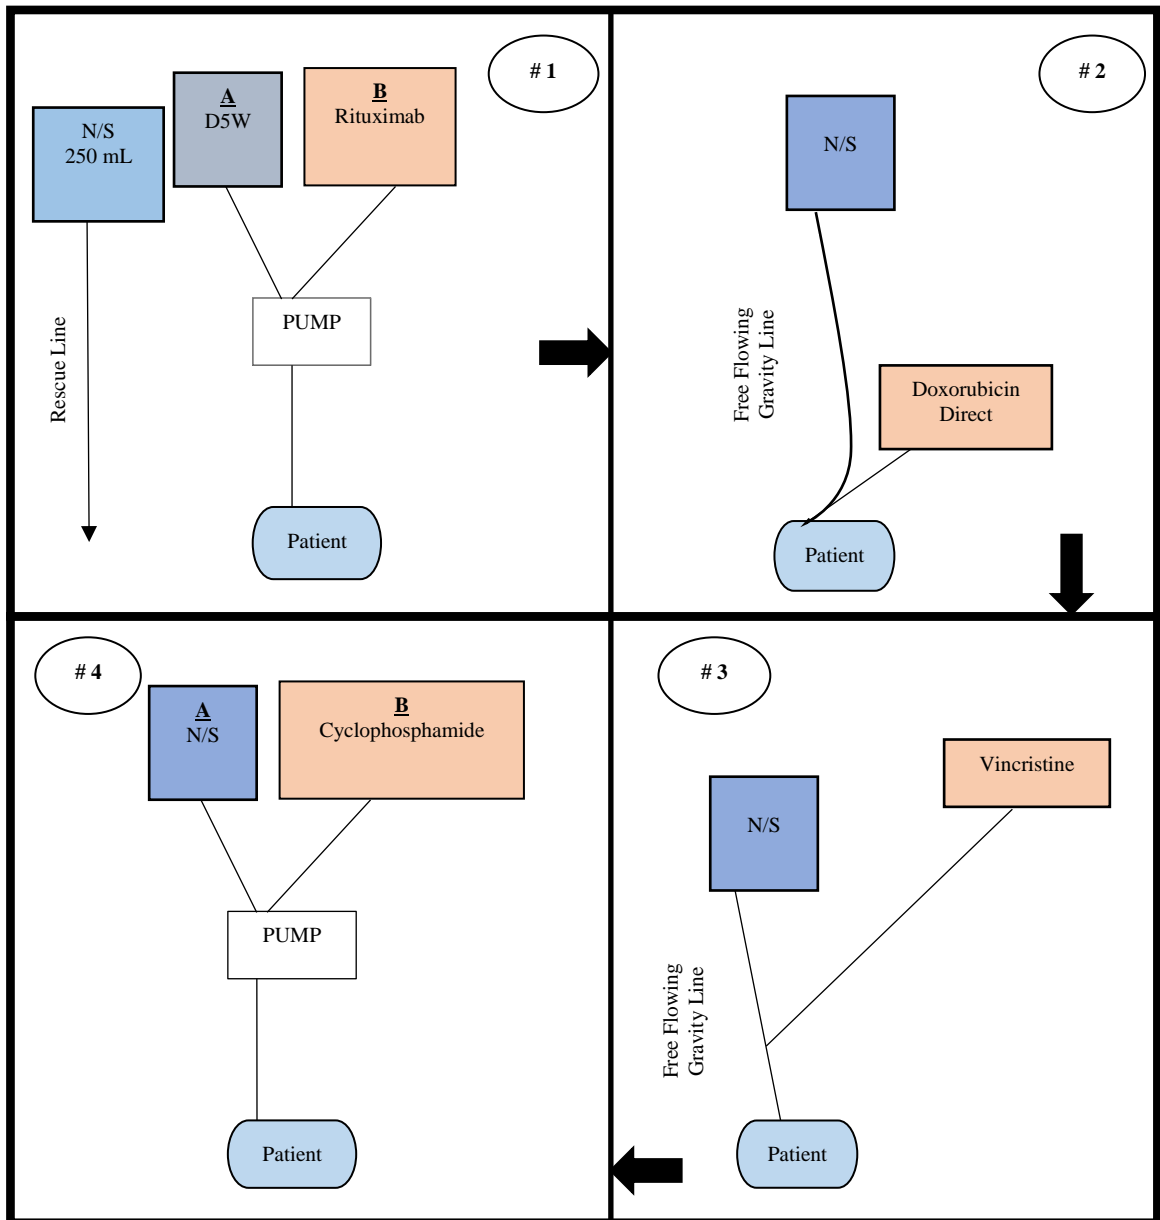 # 1
N/S
250 mL
A
D5W
B
Rituximab
PUMP
Rescue Line
Patient
# 2
N/S
Free Flowing
Gravity Line
Doxorubicin
Direct
Patient
# 3
Vincristine
N/S
Free Flowing
Gravity Line
Patient
# 4
A
N/S
B
Cyclophosphamide
PUMP
Patient